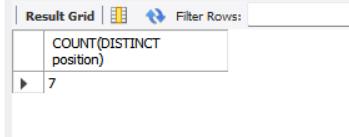 Result Grid Filter Rows:
COUNT(DISTINCT
position)
7